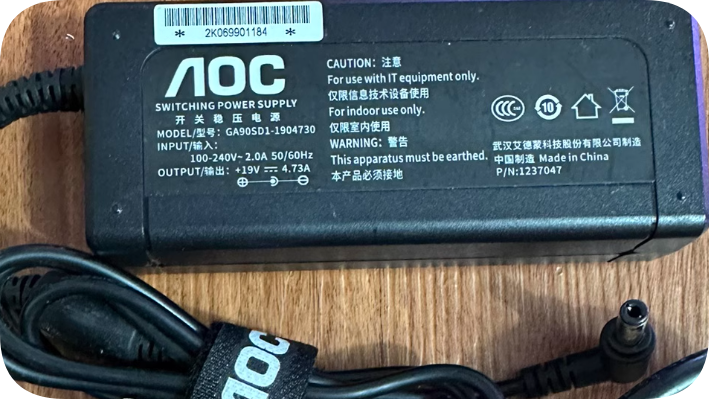 * 2K069901184 *
AOC
SWITCHING POWER SUPPLY
开关稳压电源
MODEL/型号: GA90SD1-1904730
INPUT/输入:
100-240V~ 2.0A 50/60Hz
OUTPUT/输出: +19V 4.73A
CAUTION: 注意
For use with IT equipment only.
仅限信息技术设备使用
For indoor use only.
仅限室内使用
WARNING: 警告
This apparatus must be earthed.
本产品必须接地
CCC 10
武汉艾德蒙科技股份有限公司制造
中国制造 Made in China
P/N:1237047
AOC